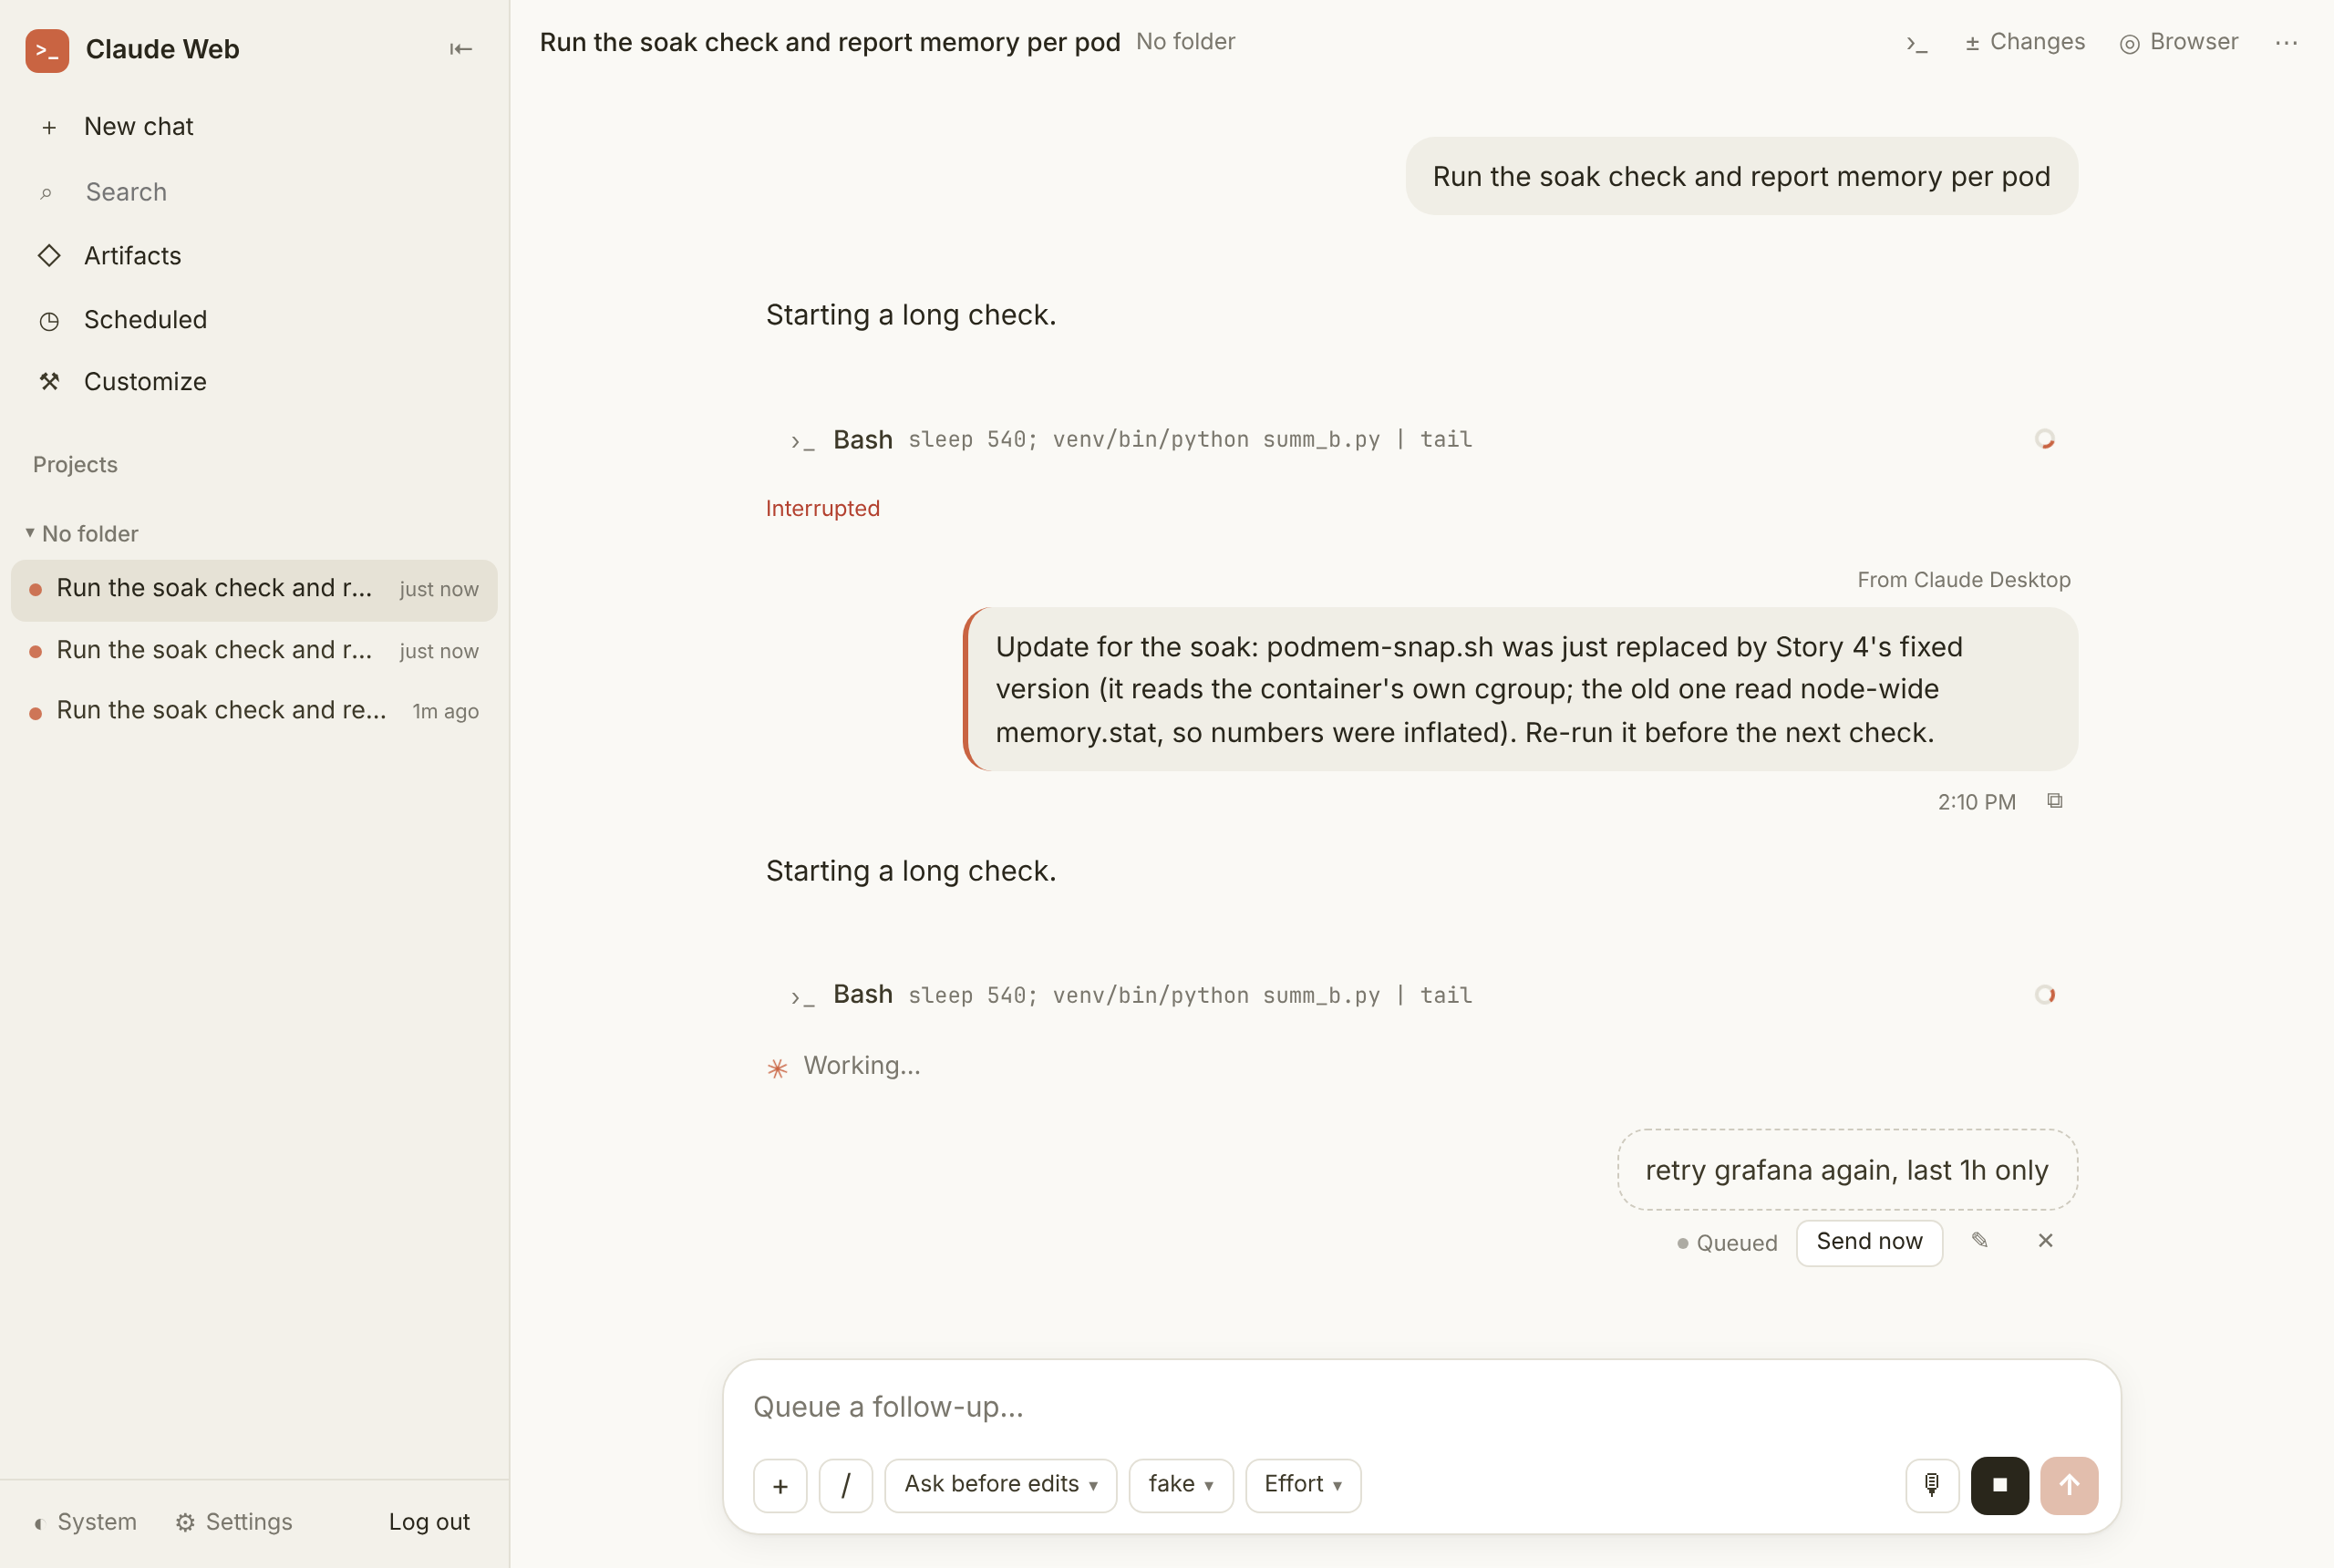 >_ Claude Web
+ New chat
Search
Artifacts
Scheduled
Customize
Projects
▾ No folder
Run the soak check and r... just now
Run the soak check and r... just now
Run the soak check and re... 1m ago
System Settings Log out
Run the soak check and report memory per pod No folder
›_ ± Changes Browser ...
Run the soak check and report memory per pod
Starting a long check.
›_ Bash sleep 540; venv/bin/python summ_b.py | tail
Interrupted
From Claude Desktop
Update for the soak: podmem-snap.sh was just replaced by Story 4's fixed
version (it reads the container's own cgroup; the old one read node-wide
memory.stat, so numbers were inflated). Re-run it before the next check.
2:10 PM
Starting a long check.
›_ Bash sleep 540; venv/bin/python summ_b.py | tail
Working...
retry grafana again, last 1h only
Queued Send now
Queue a follow-up...
+ / Ask before edits ▾ fake ▾ Effort ▾